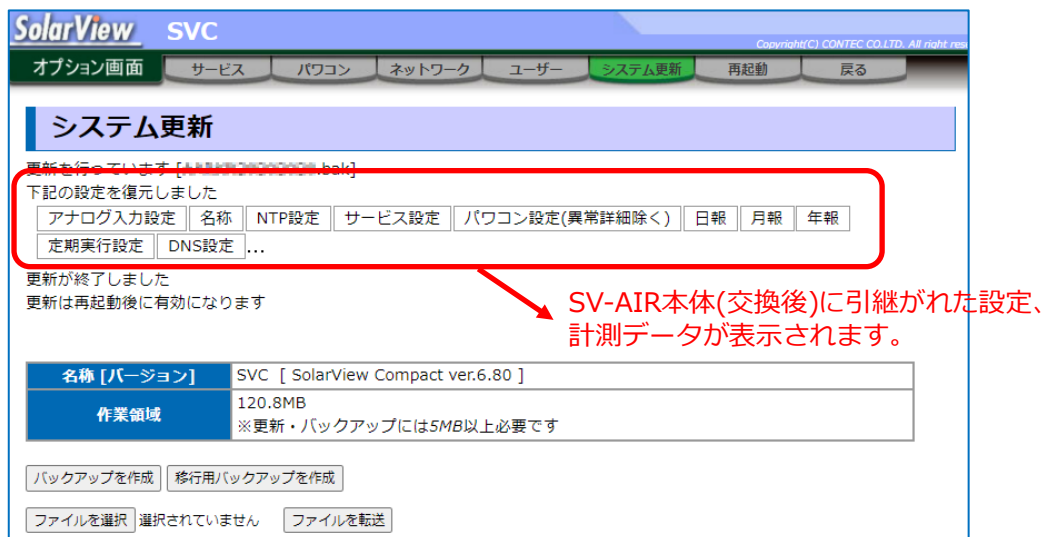 SolarView SVC
Copyright(C) CONTEC CO.LTD. All right
オプション画面 サービス パワコン ネットワーク ユーザー システム更新 再起動 戻る
システム更新
更新を行っています [ .bak]
下記の設定を復元しました
アナログ入力設定 名称 NTP設定 サービス設定 パワコン設定(異常詳細除く) 日報 月報 年報
定期実行設定 DNS設定 ...
更新が終了しました
更新は再起動後に有効になります
SV-AIR本体(交換後)に引継がれた設定、
計測データが表示されます。
名称 [バージョン] SVC [ SolarView Compact ver.6.80 ]
作業領域 120.8MB
※更新・バックアップには5MB以上必要です
バックアップを作成 移行用バックアップを作成
ファイルを選択 選択されていません ファイルを転送